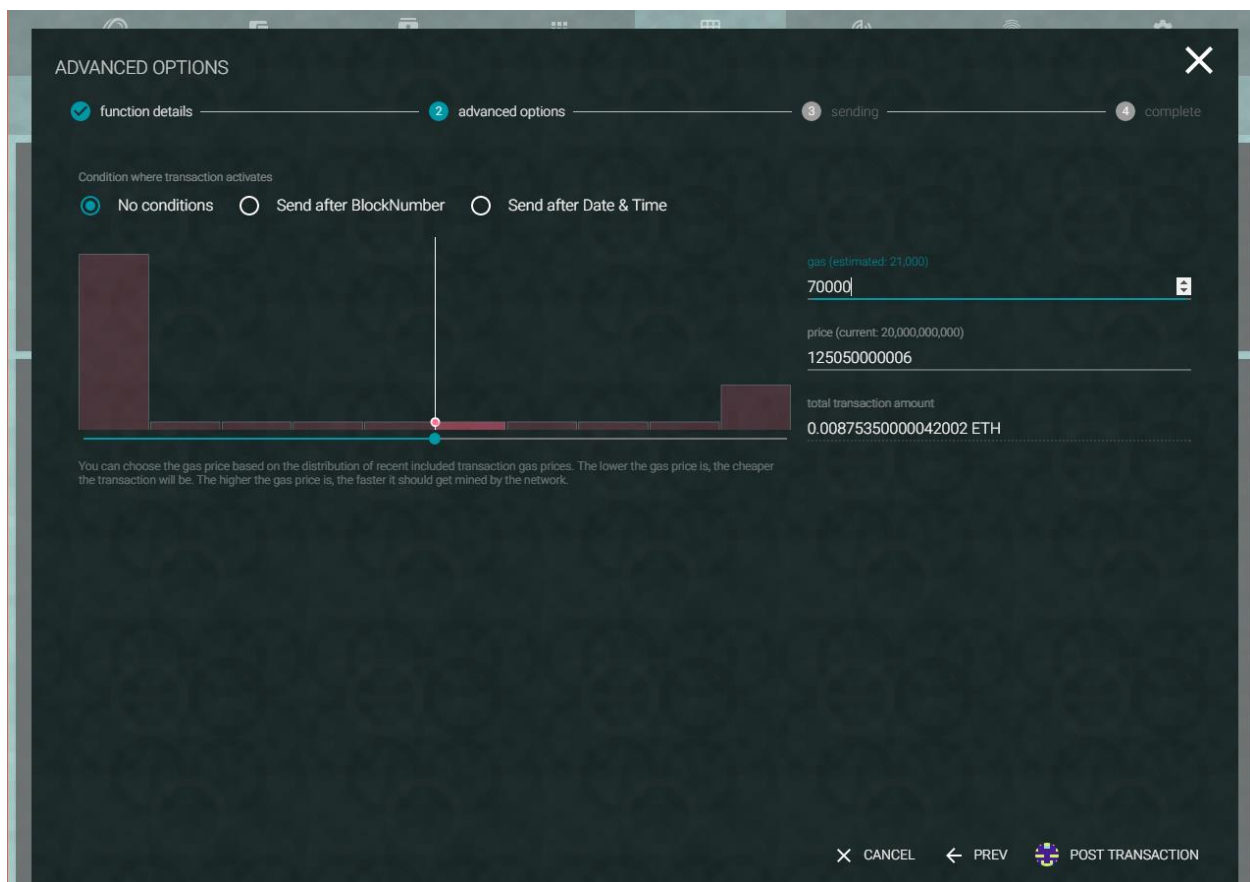 ADVANCED OPTIONS
function details
2 advanced options
3 sending
4 complete
Condition where transaction activates
No conditions
Send after BlockNumber
Send after Date & Time
gas (estimated: 21,000)
70000
price (current: 20,000,000,000)
125050000006
total transaction amount
0.00875350000042002 ETH
You can choose the gas price based on the distribution of recent included transaction gas prices. The lower the gas price is, the cheaper
the transaction will be. The higher the gas price is, the faster it should get mined by the network.
CANCEL
PREV
POST TRANSACTION